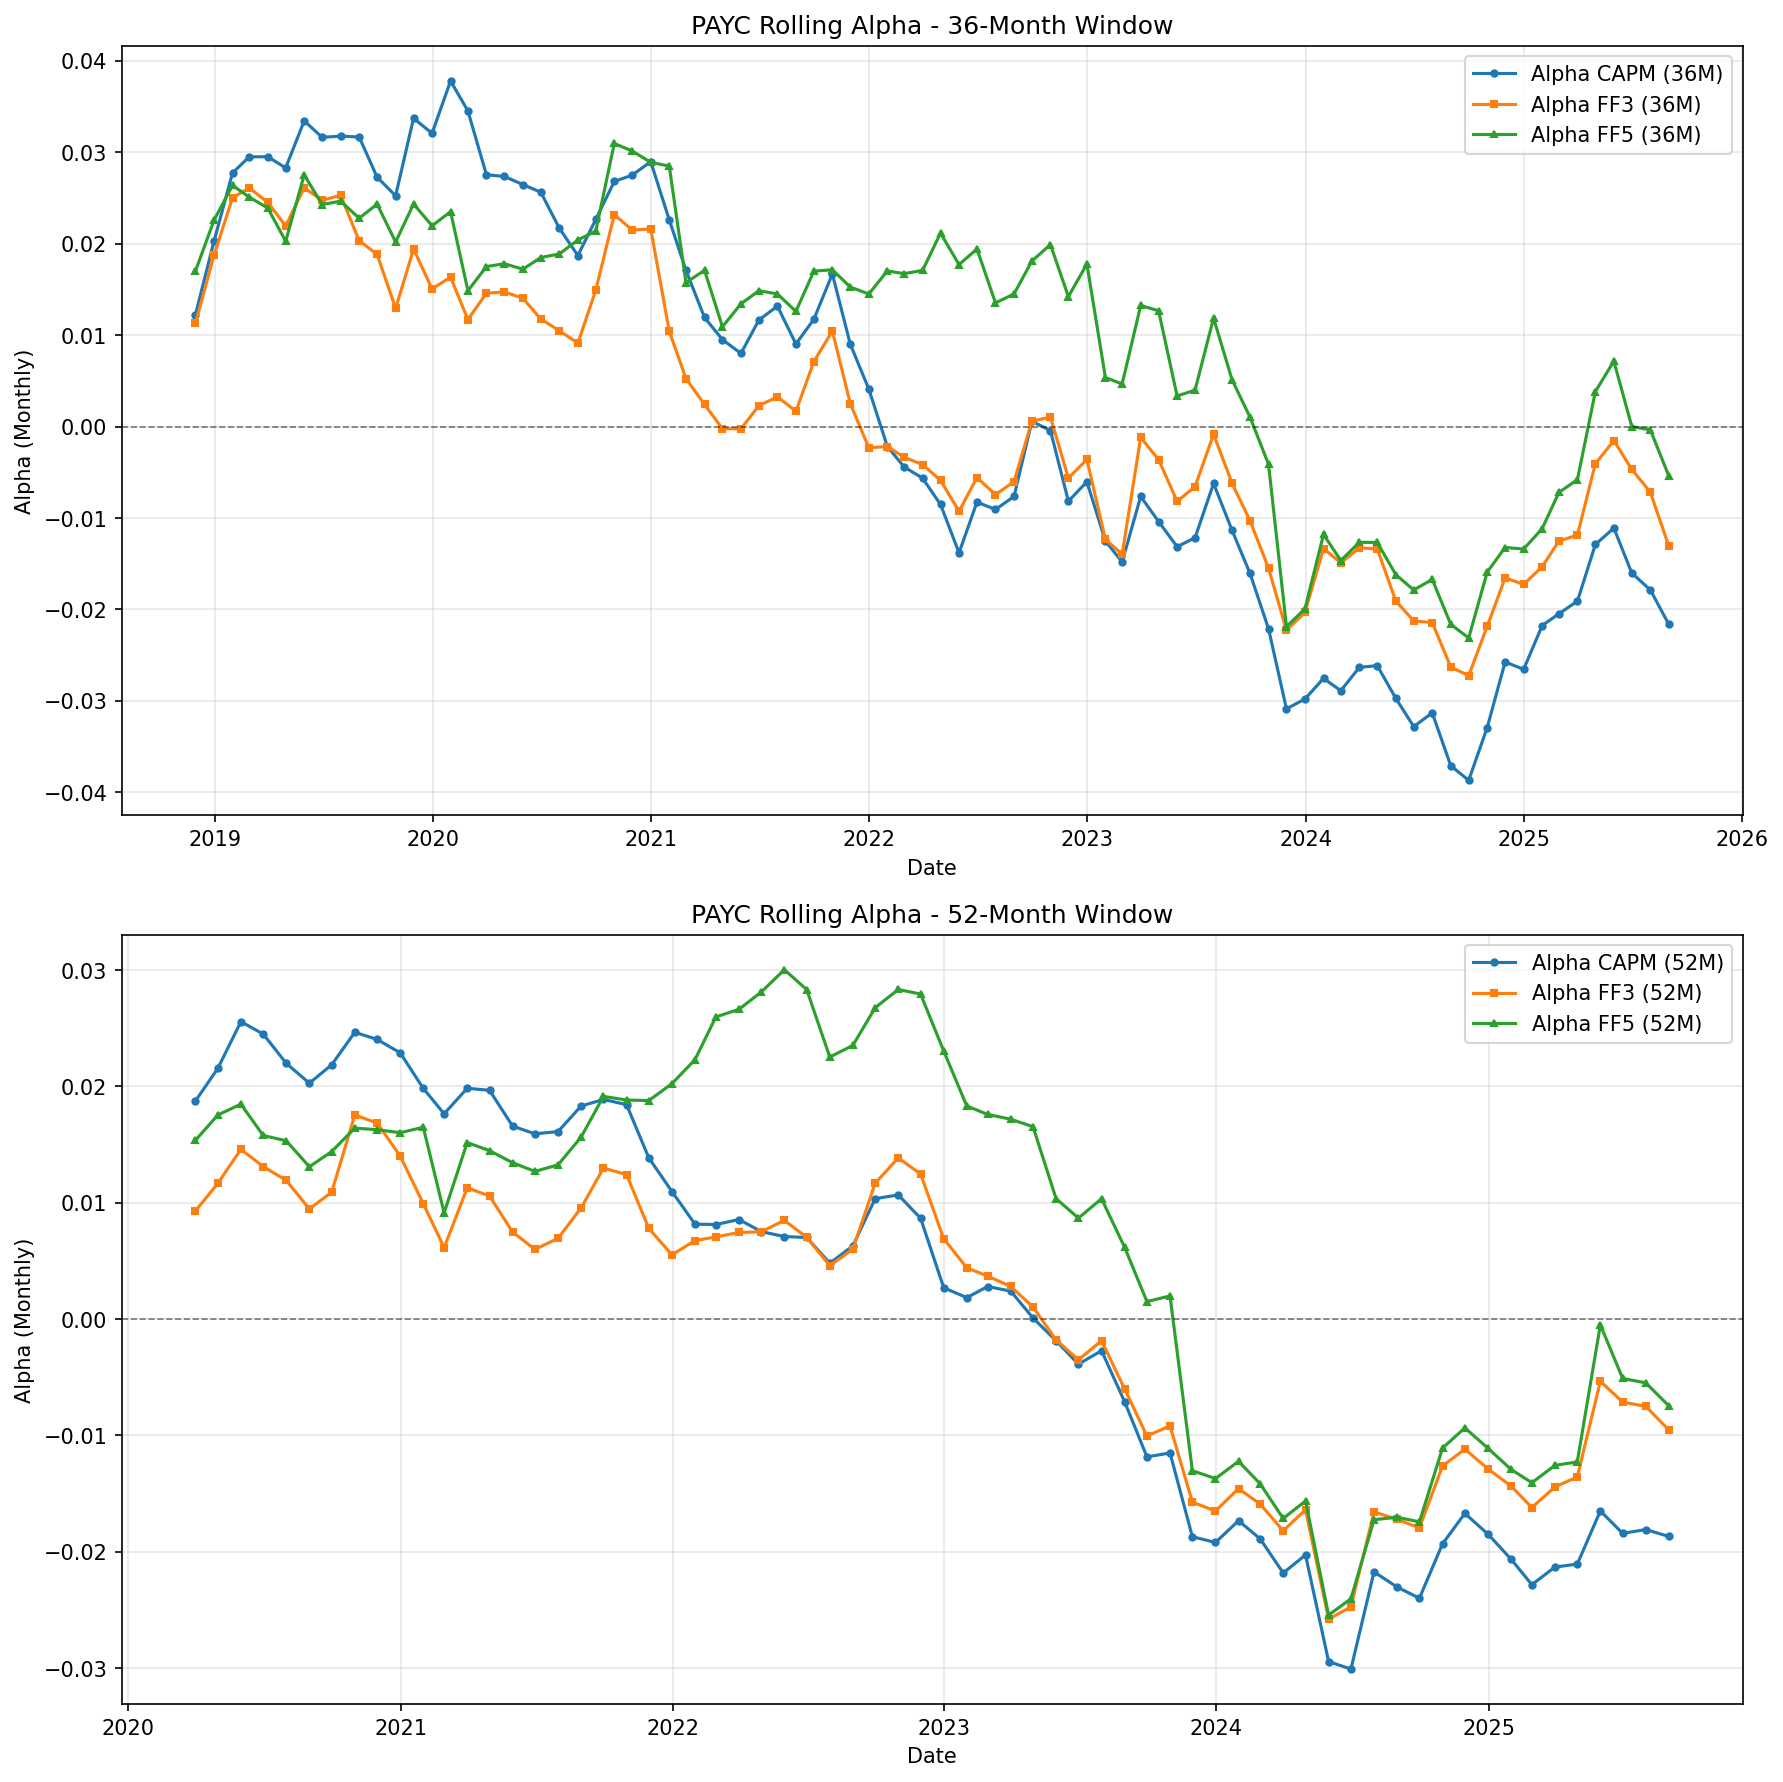 PAYC Rolling Alpha - 36-Month Window
Alpha CAPM (36M)
Alpha FF3 (36M)
Alpha FF5 (36M)
Alpha (Monthly)
0.04
0.03
0.02
0.01
0.00
−0.01
−0.02
−0.03
−0.04
2019 2020 2021 2022 2023 2024 2025 2026
Date
PAYC Rolling Alpha - 52-Month Window
Alpha CAPM (52M)
Alpha FF3 (52M)
Alpha FF5 (52M)
Alpha (Monthly)
0.03
0.02
0.01
0.00
−0.01
−0.02
−0.03
2020 2021 2022 2023 2024 2025
Date